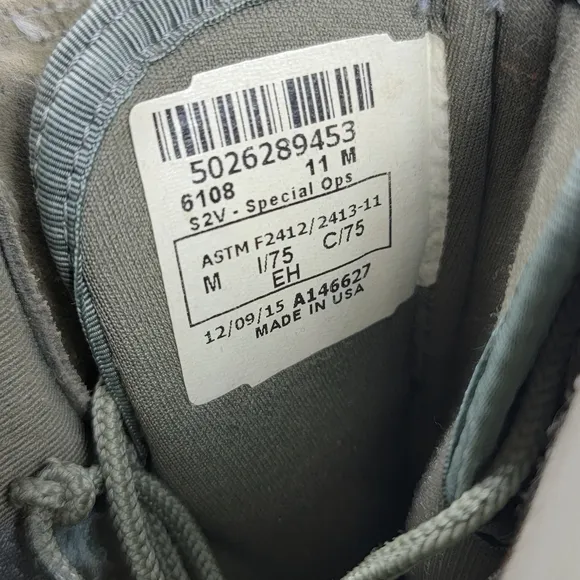 5026289453
6108 11 M
S2V - Special Ops
ASTM F2412/2413-11
M I/75 C/75
EH
12/09/15 A146627
MADE IN USA